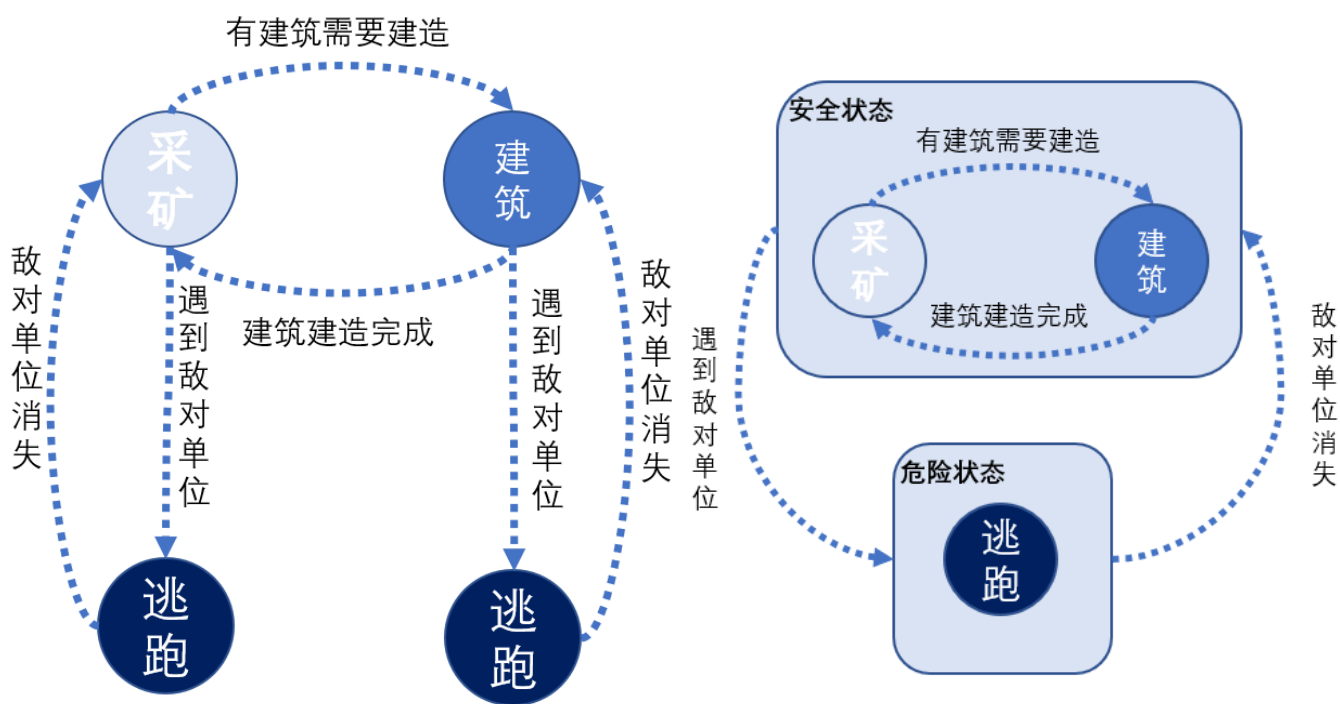 有建筑需要建造
采矿
建筑
敌对单位消失
遇到敌对单位
建筑建造完成
遇到敌对单位
敌对单位消失
逃跑
逃跑
安全状态
有建筑需要建造
采矿
建筑
建筑建造完成
遇到敌对单位
敌对单位消失
危险状态
逃跑